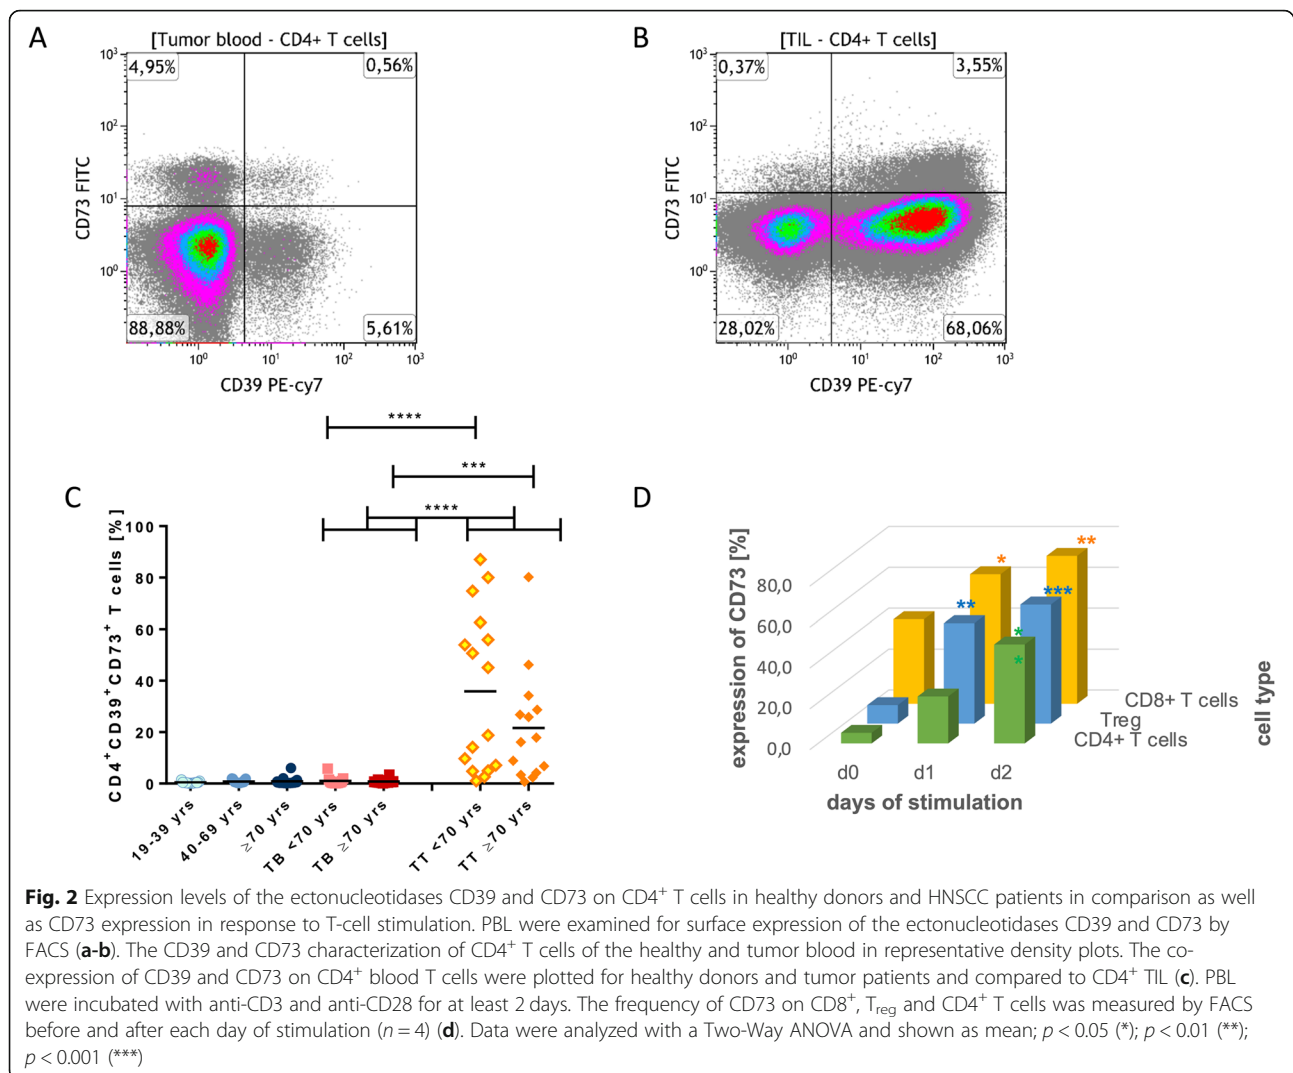 A
[Tumor blood - CD4+ T cells]
10³
10²
10¹
10⁰
4,95%
0,56%
88,88%
5,61%
CD73 FITC
10⁰
10¹
10²
10³
CD39 PE-cy7
B
[TIL - CD4+ T cells]
10³
10²
10¹
10⁰
0,37%
3,55%
28,02%
68,06%
CD73 FITC
10⁰
10¹
10²
10³
CD39 PE-cy7
C
****
***
****
CD4⁺CD39⁺CD73⁺ T cells [%]
100
80
60
40
20
0
19-39 yrs
40-69 yrs
≥70 yrs
TB <70 yrs
TB ≥70 yrs
TT <70 yrs
TT ≥70 yrs
D
expression of CD73 [%]
80,0
60,0
40,0
20,0
0,0
*
**
**
***
*
*
CD8+ T cells
Treg
CD4+ T cells
cell type
d0
d1
d2
days of stimulation
Fig. 2 Expression levels of the ectonucleotidases CD39 and CD73 on CD4⁺ T cells in healthy donors and HNSCC patients in comparison as well
as CD73 expression in response to T-cell stimulation. PBL were examined for surface expression of the ectonucleotidases CD39 and CD73 by
FACS (a-b). The CD39 and CD73 characterization of CD4⁺ T cells of the healthy and tumor blood in representative density plots. The co-
expression of CD39 and CD73 on CD4⁺ blood T cells were plotted for healthy donors and tumor patients and compared to CD4⁺ TIL (c). PBL
were incubated with anti-CD3 and anti-CD28 for at least 2 days. The frequency of CD73 on CD8⁺, Treg and CD4⁺ T cells was measured by FACS
before and after each day of stimulation (n = 4) (d). Data were analyzed with a Two-Way ANOVA and shown as mean; p < 0.05 (*); p < 0.01 (**);
p < 0.001 (***)